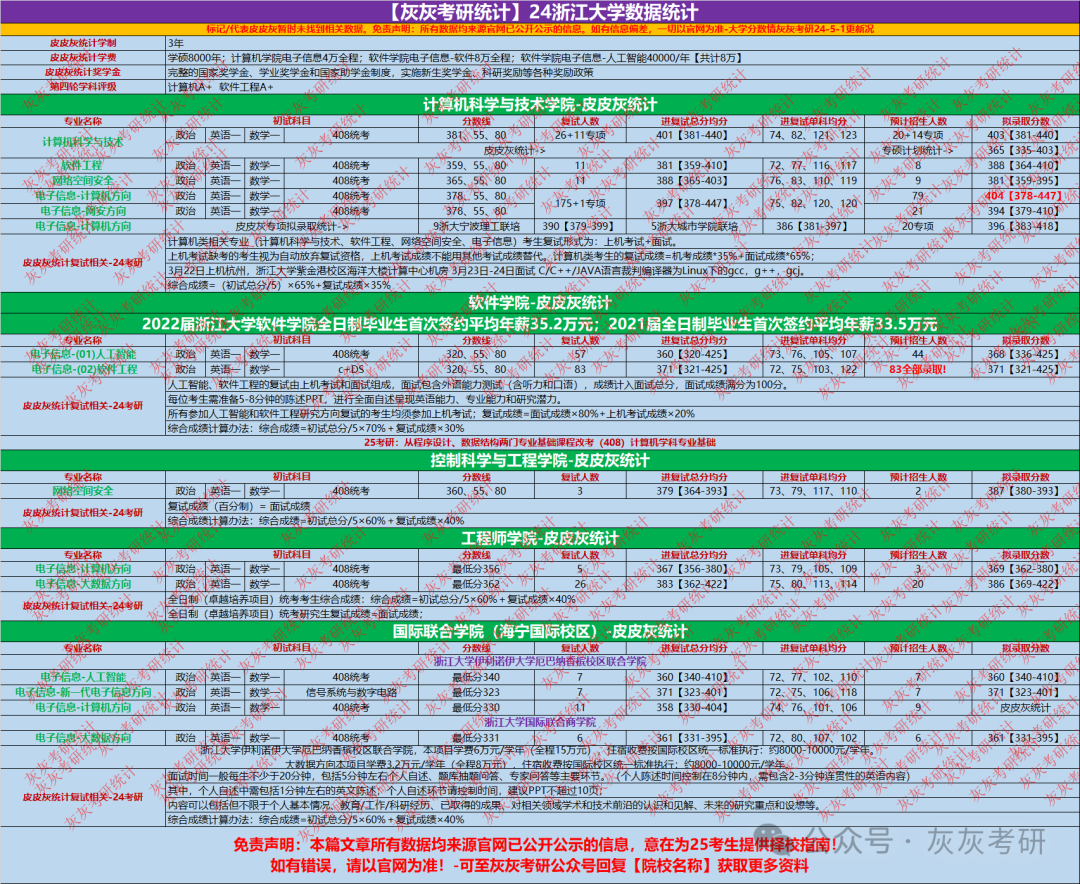 【灰灰考研统计】24浙江大学数据统计
标记/代表皮皮灰暂时未找到相关数据。免责声明：所有数据均来源官网已公开公示的信息。如有信息偏差，一切以官网为准-大学分数情灰灰考研24-5-1更新况
皮皮灰统计学制 3年
皮皮灰统计学费 学硕8000年；计算机学院电子信息4万全程；软件学院电子信息-软件8万全程；软件学院电子信息-人工智能40000/年【共计8万】
皮皮灰统计奖学金 完整的国家奖学金、学业奖学金和国家助学金制度，实施新生奖学金、科研奖励等各种奖励政策
第四轮学科评级 计算机A+ 软件工程A+
计算机科学与技术学院-皮皮灰统计
专业名称 初试科目 分数线 复试人数 进复试总分均分 进复试单科均分 预计招生人数 拟录取分数
计算机科学与技术 政治 英语一 数学一 408统考 381、55、80 26+11专项 401【381-440】 74、82、121、123 20+14专项 403【381-440】
皮皮灰统计-> 专硕计划统计-> 365【335-403】
软件工程 政治 英语一 数学一 408统考 359、55、80 11 381【359-410】 72、77、116、117 8 388【364-410】
网络空间安全 政治 英语一 数学一 408统考 365、55、80 11 388【365-403】 76、83、110、119 9 381【359-395】
电子信息-计算机方向 政治 英语一 数学一 408统考 378、55、80 175+1专项 397【378-447】 75、82、120、120 79 404【378-447】
电子信息-网安方向 政治 英语一 数学一 408统考 378、55、80 21 394【379-410】
电子信息-计算机方向 皮皮灰专项拟录取统计-> 9浙大宁波理工联培 390【379-399】 5浙大城市学院联培 386【381-397】 20专项 396【383-418】
皮皮灰统计复试相关-24考研
计算机类相关专业（计算机科学与技术、软件工程、网络空间安全、电子信息）考生复试形式为：上机考试+面试。
上机考试缺考的考生视为自动放弃复试资格，上机考试成绩不能用其他考试成绩替代。计算机类考生的复试成绩=机考成绩*35%+面试成绩*65%；
3月22日上机杭州，浙江大学紫金港校区海洋大楼计算中心机房 3月23日-24日面试 C/C++/JAVA语言裁判编译器为Linux下的gcc，g++，gcj。
综合成绩=（初试总分/5）×65%+复试成绩×35%
软件学院-皮皮灰统计
2022届浙江大学软件学院全日制毕业生首次签约平均年薪35.2万元；2021届全日制毕业生首次签约平均年薪33.5万元
专业名称 初试科目 分数线 复试人数 进复试总分均分 进复试单科均分 预计招生人数 拟录取分数
电子信息-(01)人工智能 政治 英语一 数学一 408统考 320、55、80 57 360【320-425】 73、76、105、107 44 368【336-425】
电子信息-(02)软件工程 政治 英语一 数学一 c+DS 320、55、80 83 371【321-425】 72、75、103、122 83全部录取! 371【321-425】
皮皮灰统计复试相关-24考研
人工智能、软件工程的复试由上机考试和面试组成，面试包含外语能力测试（含听力和口语），成绩计入面试总分，面试成绩满分为100分。
每位考生需准备5-8分钟的陈述PPT，进行全面自述呈现英语能力、专业能力和研究潜力。
所有参加人工智能和软件工程研究方向复试的考生均须参加上机考试；复试成绩=面试成绩×80%+上机考试成绩×20%
综合成绩计算办法：综合成绩=初试总分/5×70%＋复试成绩×30%
25考研：从程序设计、数据结构两门专业基础课程改考（408）计算机学科专业基础
控制科学与工程学院-皮皮灰统计
专业名称 初试科目 分数线 复试人数 进复试总分均分 进复试单科均分 预计招生人数 拟录取分数
网络空间安全 政治 英语一 数学一 408统考 360、55、80 3 379【364-393】 73、79、117、110 2 387【380-393】
皮皮灰统计复试相关-24考研
复试成绩（百分制）= 面试成绩
综合成绩计算办法：综合成绩=初试总分/5×60%＋复试成绩×40%
工程师学院-皮皮灰统计
专业名称 初试科目 分数线 复试人数 进复试总分均分 进复试单科均分 预计招生人数 拟录取分数
电子信息-计算机方向 政治 英语一 数学一 408统考 最低分356 5 367【356-380】 73、79、105、109 3 369【362-380】
电子信息-大数据方向 政治 英语一 数学一 408统考 最低分362 26 383【362-422】 75、80、113、114 20 386【369-422】
皮皮灰统计复试相关-24考研
全日制（卓越培养项目）统考考生综合成绩：综合成绩=初试总分/5×60%＋复试成绩×40%
全日制（卓越培养项目）统考研究生复试成绩=面试成绩；
国际联合学院（海宁国际校区）-皮皮灰统计
专业名称 初试科目 分数线 复试人数 进复试总分均分 进复试单科均分 预计招生人数 拟录取分数
浙江大学伊利诺伊大学厄巴纳香槟校区联合学院
电子信息-人工智能 政治 英语一 数学一 408统考 最低分340 7 360【340-410】 72、77、102、110 7 360【340-410】
电子信息-新一代电子信息方向 政治 英语一 数学一 信号系统与数字电路 最低分323 7 371【323-401】 72、75、106、118 7 371【323-401】
电子信息-计算机方向 政治 英语一 数学一 408统考 最低分330 11 358【330-404】 74、76、101、106 9 皮皮灰统计
浙江大学国际联合商学院
电子信息-大数据方向 政治 英语一 数学一 408统考 最低分331 6 361【331-395】 72、80、107、102 6 361【331-395】
浙江大学伊利诺伊大学厄巴纳香槟校区联合学院，本项目学费6万元/学年（全程15万元），住宿收费按国际校区统一标准执行：约8000-10000元/学年。
大数据方向本项目学费3.2万元/学年（全程8万元），住宿收费按国际校区统一标准执行：约8000-10000元/学年。
皮皮灰统计复试相关-24考研
面试时间一般每生不少于20分钟，包括5分钟左右个人自述、题库抽题问答、专家问答等主要环节。（个人陈述时间控制在8分钟内，需包含2-3分钟连贯性的英语内容）
其中，个人自述中需包括1分钟左右的英文陈述；个人自述环节请控制时间，建议PPT不超过10页；
内容可以包括但不限于个人基本情况、教育/工作/科研经历、已取得的成果、对相关领域学术和技术前沿的认识和见解、未来的研究重点和设想等。
综合成绩计算办法：综合成绩=初试总分/5×60%＋复试成绩×40%
免责声明：本篇文章所有数据均来源官网已公开公示的信息，意在为25考生提供择校指南！
如有错误，请以官网为准！-可至灰灰考研公众号回复【院校名称】获取更多资料
公众号 · 灰灰考研